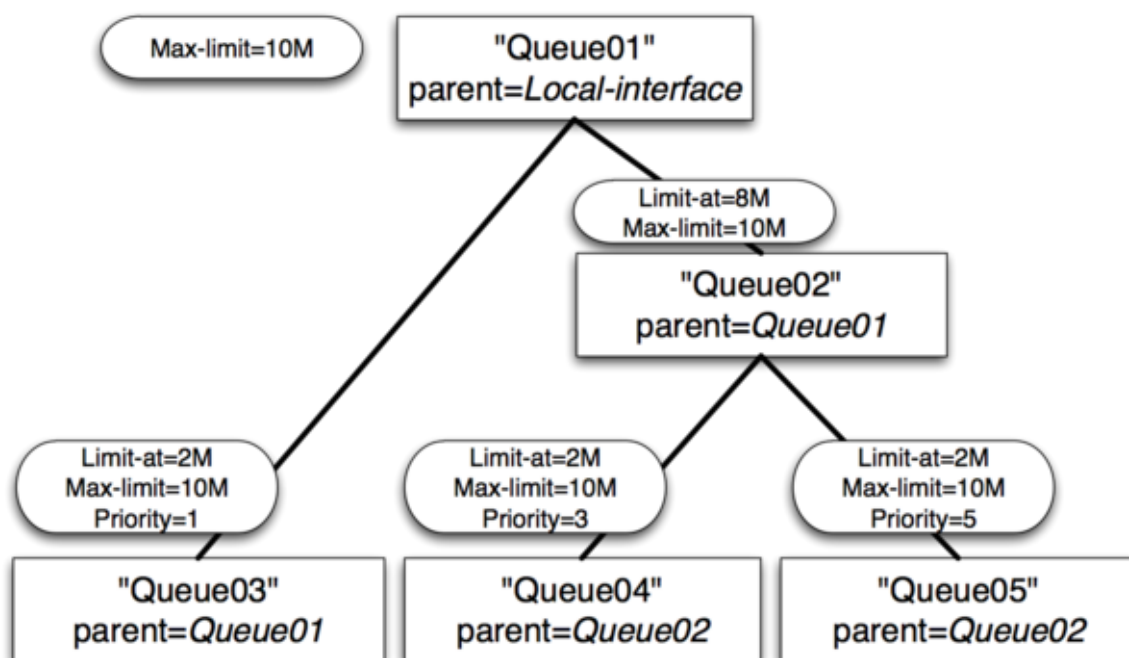 Max-limit=10M
"Queue01"
parent=Local-interface
Limit-at=8M
Max-limit=10M
"Queue02"
parent=Queue01
Limit-at=2M
Max-limit=10M
Priority=1
Limit-at=2M
Max-limit=10M
Priority=3
Limit-at=2M
Max-limit=10M
Priority=5
"Queue03"
parent=Queue01
"Queue04"
parent=Queue02
"Queue05"
parent=Queue02